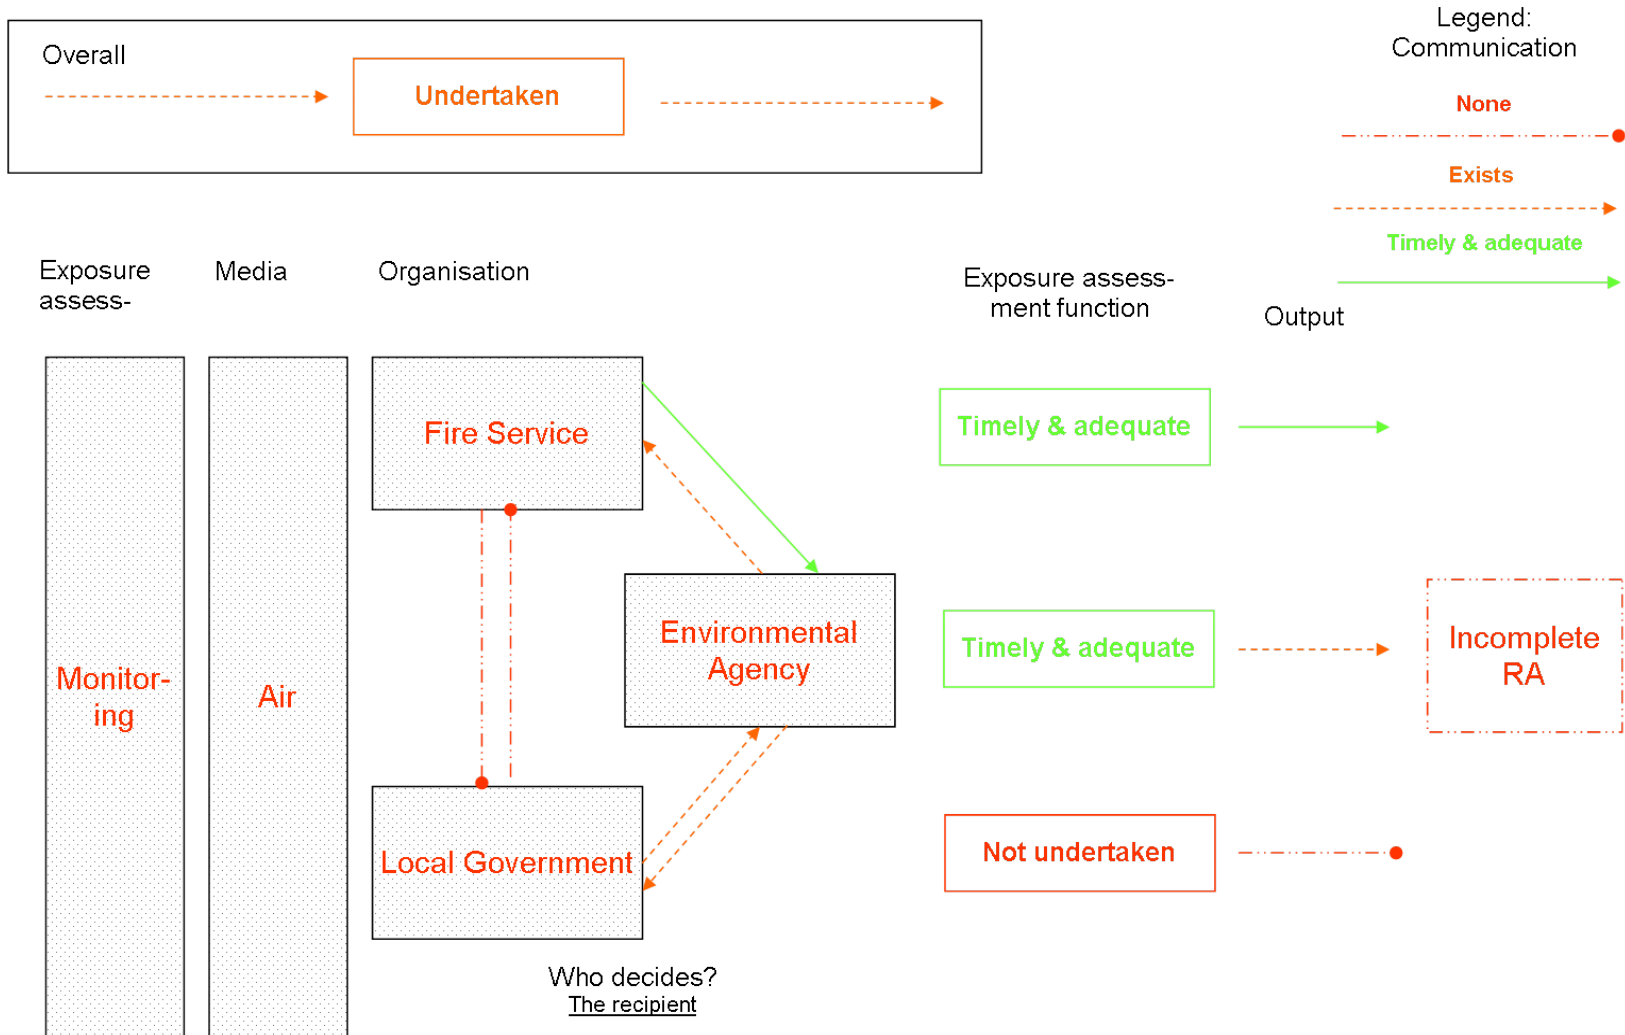 Overall
Undertaken
Legend:
Communication
None
Exists
Timely & adequate
Exposure
assess-
Media
Organisation
Exposure assess-
ment function
Output
Monitor-
ing
Air
Fire Service
Environmental
Agency
Local Government
Timely & adequate
Timely & adequate
Not undertaken
Incomplete
RA
Who decides?
The recipient